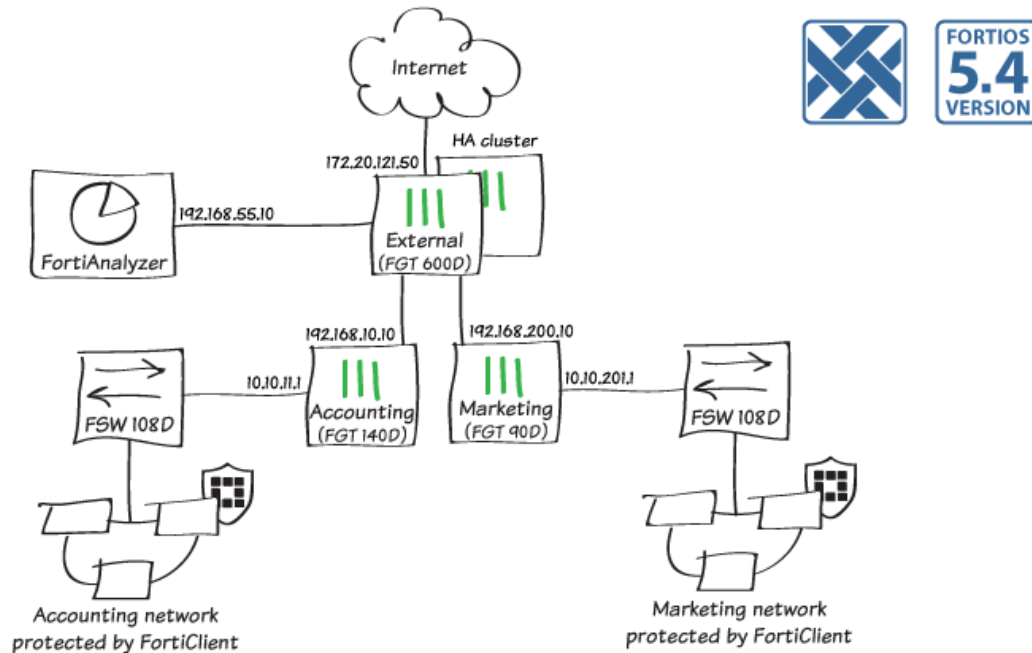 Internet
FORTIOS
5.4
VERSION
HA cluster
172.20.121.50
192.168.55.10
FortiAnalyzer
External
(FGT 600D)
192.168.10.10
192.168.200.10
10.10.11.1
10.10.201.1
FSW 108D
Accounting
(FGT 140D)
Marketing
(FGT 90D)
FSW 108D
Accounting network
protected by FortiClient
Marketing network
protected by FortiClient